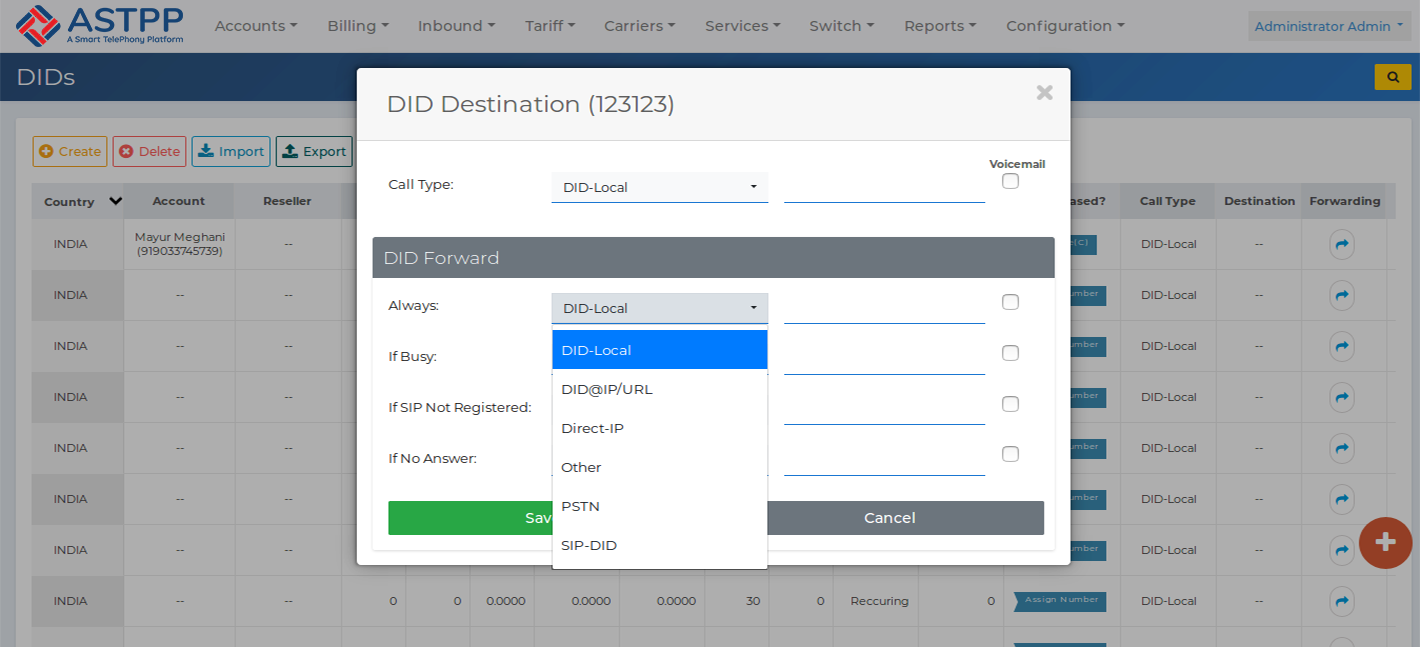 ASTPP
A Smart TelePhony Platform
Accounts Billing Inbound Tariff Carriers Services Switch Reports Configuration Administrator Admin
DIDs
DID Destination (123123)
×
Create Delete Import Export
Voicemail
Call Type: DID-Local
Country Account Reseller ased? Call Type Destination Forwarding
INDIA Mayur Meghani (919033745739) -- e(C) DID-Local --
DID Forward
Always: DID-Local
INDIA -- -- umber DID-Local --
DID-Local
If Busy:
INDIA -- -- umber DID-Local --
DID@IP/URL
If SIP Not Registered:
INDIA -- -- umber DID-Local --
Direct-IP
INDIA -- -- umber DID-Local --
If No Answer:
Other
INDIA -- -- umber DID-Local --
PSTN
Sav Cancel
SIP-DID
INDIA -- -- umber DID-Local --
INDIA -- -- 0 0 0.0000 0.0000 0.0000 30 0 Reccuring 0 Assign Number DID-Local --